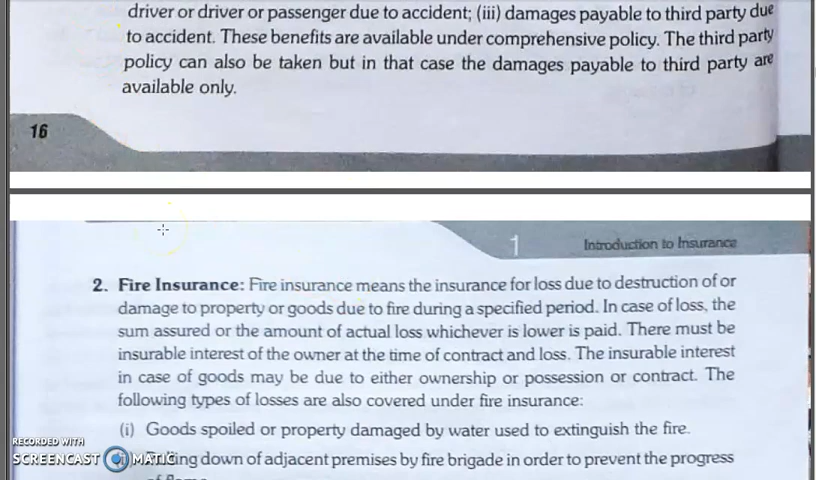 driver or driver or passenger due to accident; (iii) damages payable to third party due
to accident. These benefits are available under comprehensive policy. The third party
policy can also be taken but in that case the damages payable to third party are
available only.
16
1 Introduction to Insurance
2. Fire Insurance: Fire insurance means the insurance for loss due to destruction of or
damage to property or goods due to fire during a specified period. In case of loss, the
sum assured or the amount of actual loss whichever is lower is paid. There must be
insurable interest of the owner at the time of contract and loss. The insurable interest
in case of goods may be due to either ownership or possession or contract. The
following types of losses are also covered under fire insurance:
(i) Goods spoiled or property damaged by water used to extinguish the fire.
down of adjacent premises by fire brigade in order to prevent the progress
RECORDED WITH
SCREENCAST MATIC